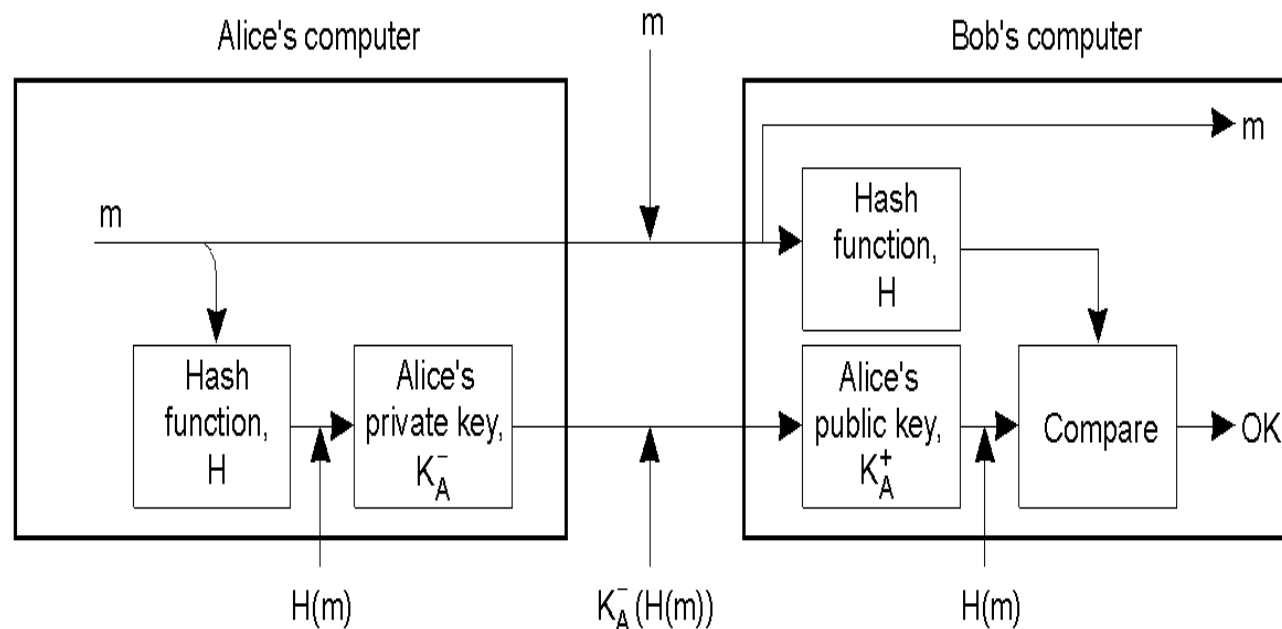 Alice's computer
m
Bob's computer
m
m
Hash
function,
H
Hash
function,
H
Alice's
private key,
K_A^-
Alice's
public key,
K_A^+
Compare
OK
H(m)
K_A^-(H(m))
H(m)